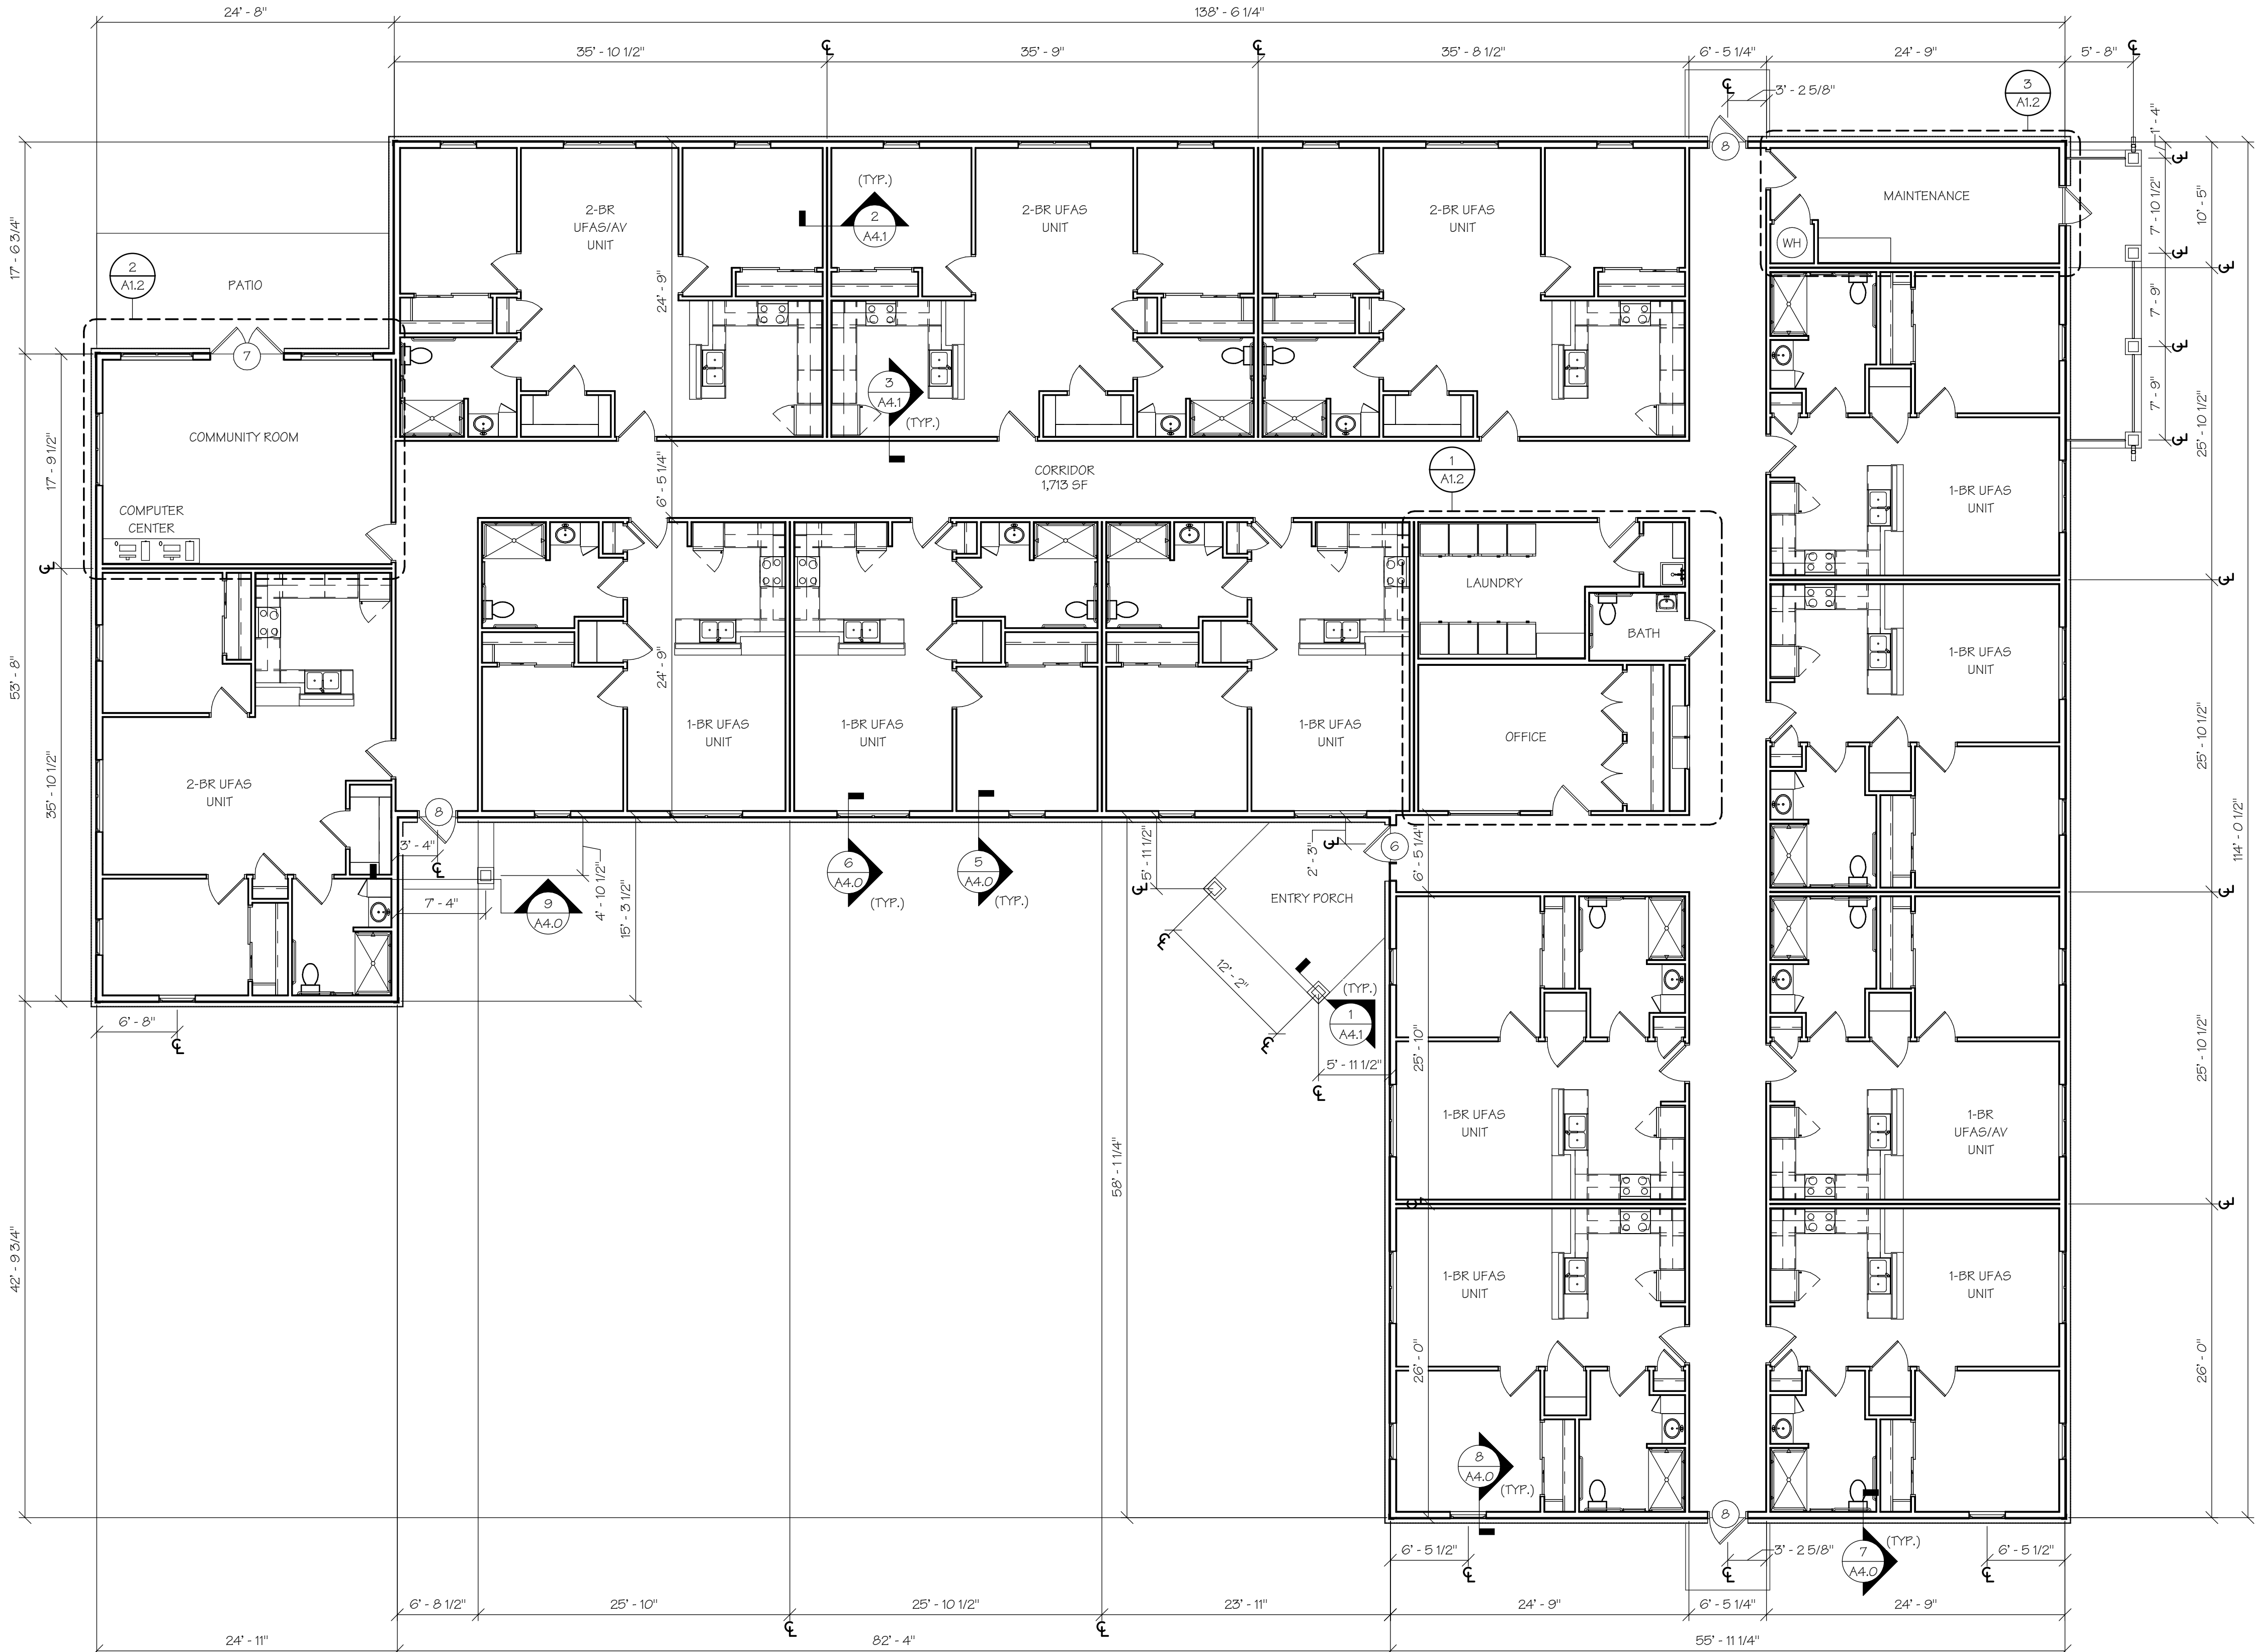 24' - 8"
138' - 6 1/4"
35' - 10 1/2"
35' - 9"
35' - 8 1/2"
6' - 5 1/4"
24' - 9"
5' - 8"
3' - 2 5/8"
3
A1.2
1' - 4"
8
(TYP.)
2-BR
UFAS/AV
UNIT
2
A4.1
2-BR UFAS
UNIT
2-BR UFAS
UNIT
MAINTENANCE
WH
7' - 10 1/2"
10' - 5"
17' - 6 3/4"
2
A1.2
PATIO
24' - 9"
7
7' - 9"
7' - 9"
3
A4.1
(TYP.)
COMMUNITY ROOM
17' - 9 1/2"
COMPUTER
CENTER
6' - 5 1/4"
CORRIDOR
1,713 SF
1
A1.2
25' - 10 1/2"
1-BR UFAS
UNIT
LAUNDRY
BATH
53' - 8"
24' - 9"
1-BR UFAS
UNIT
1-BR UFAS
UNIT
1-BR UFAS
UNIT
1-BR UFAS
UNIT
OFFICE
25' - 10 1/2"
2-BR UFAS
UNIT
35' - 10 1/2"
114' - 0 1/2"
8
3' - 4"
7' - 4"
9
A4.0
4' - 10 1/2"
15' - 3 1/2"
6
A4.0
(TYP.)
5
A4.0
(TYP.)
5' - 11 1/2"
2' - 3"
6
6' - 5 1/4"
ENTRY PORCH
12' - 2"
(TYP.)
1
A4.1
5' - 11 1/2"
6' - 8"
25' - 10"
25' - 10 1/2"
1-BR UFAS
UNIT
1-BR
UFAS/AV
UNIT
58' - 1 1/4"
42' - 9 3/4"
1-BR UFAS
UNIT
1-BR UFAS
UNIT
26' - 0"
26' - 0"
8
A4.0
(TYP.)
8
6' - 5 1/2"
3' - 2 5/8"
7
A4.0
(TYP.)
6' - 5 1/2"
6' - 8 1/2"
25' - 10"
25' - 10 1/2"
23' - 11"
24' - 9"
6' - 5 1/4"
24' - 9"
24' - 11"
82' - 4"
55' - 11 1/4"